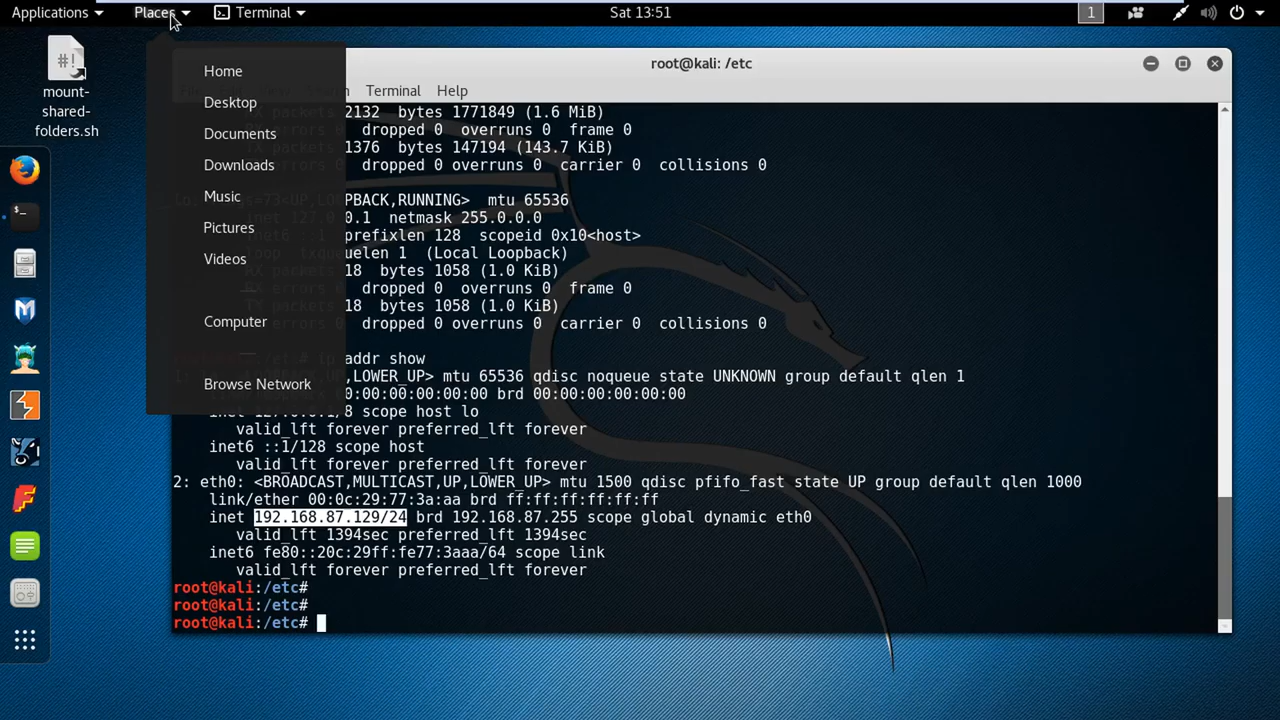 Applications Places Terminal Sat 13:51 1
#!
mount-
shared-
folders.sh
Home
Desktop
Documents
Downloads
Music
Pictures
Videos
Computer
Browse Network
root@kali: /etc
Terminal Help
packets 2132 bytes 1771849 (1.6 MiB)
dropped 0 overruns 0 frame 0
packets 1376 bytes 147194 (143.7 KiB)
dropped 0 overruns 0 carrier 0 collisions 0
LOOPBACK,RUNNING> mtu 65536
netmask 255.0.0.0
prefixlen 128 scopeid 0x10<host>
(Local Loopback)
18 bytes 1058 (1.0 KiB)
dropped 0 overruns 0 frame 0
18 bytes 1058 (1.0 KiB)
dropped 0 overruns 0 carrier 0 collisions 0
ip addr show
UP,LOWER_UP> mtu 65536 qdisc noqueue state UNKNOWN group default qlen 1
brd 00:00:00:00:00:00
inet 127.0.0.1/8 scope host lo
valid_lft forever preferred_lft forever
inet6 ::1/128 scope host
valid_lft forever preferred_lft forever
2: eth0: <BROADCAST,MULTICAST,UP,LOWER_UP> mtu 1500 qdisc pfifo_fast state UP group default qlen 1000
link/ether 00:0c:29:77:3a:aa brd ff:ff:ff:ff:ff:ff
inet 192.168.87.129/24 brd 192.168.87.255 scope global dynamic eth0
valid_lft 1394sec preferred_lft 1394sec
inet6 fe80::20c:29ff:fe77:3aaa/64 scope link
valid_lft forever preferred_lft forever
root@kali:/etc#
root@kali:/etc#
root@kali:/etc#